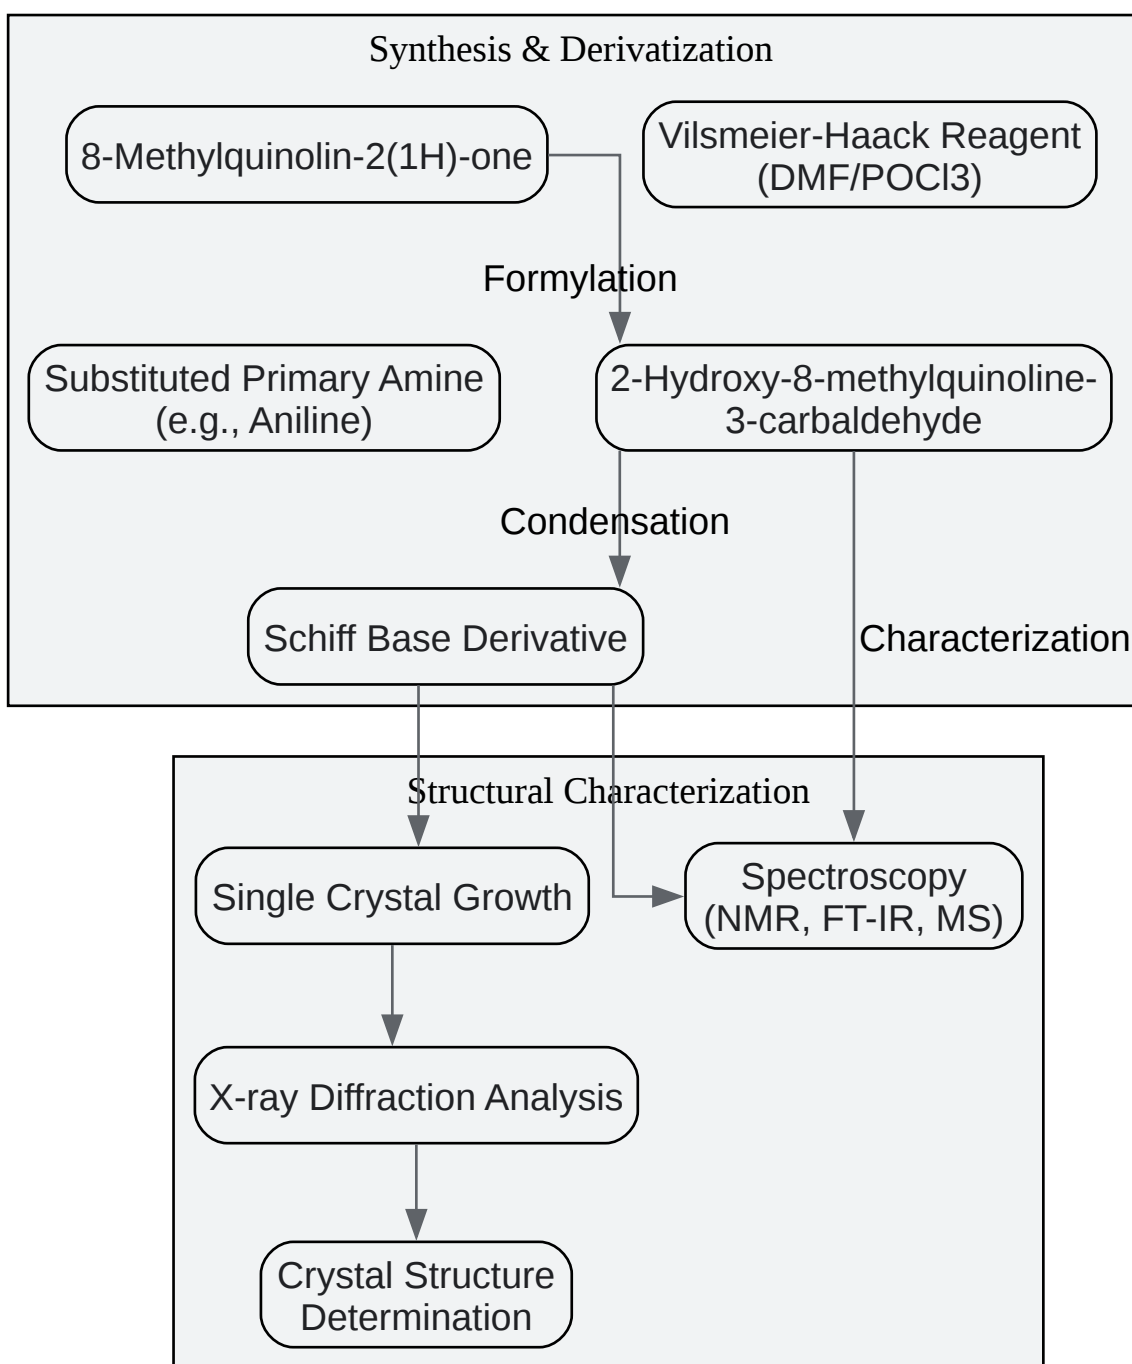 Synthesis & Derivatization
8-Methylquinolin-2(1H)-one
Vilsmeier-Haack Reagent
(DMF/POCl3)
Formylation
Substituted Primary Amine
(e.g., Aniline)
2-Hydroxy-8-methylquinoline-
3-carbaldehyde
Condensation
Schiff Base Derivative
Characterization
Structural Characterization
Single Crystal Growth
Spectroscopy
(NMR, FT-IR, MS)
X-ray Diffraction Analysis
Crystal Structure
Determination